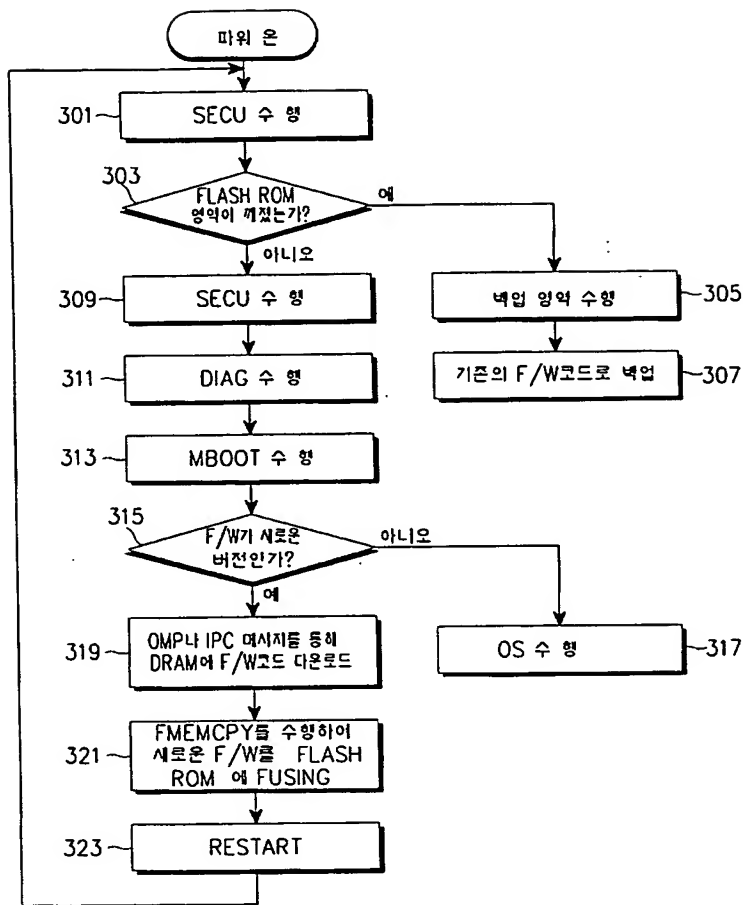 파워 온
301
SECU 수 행
303
FLASH ROM
영역이 깨졌는가?
예
아니오
309
SECU 수 행
벡업 영역 수행
305
311
DIAG 수행
기존의 F/W코드로 벡업
307
313
MBOOT 수 행
315
F/W가 새로운
버전인가?
아니오
예
319
OMP나 IPC 메시지를 통해
DRAM에 F/W코드 다운로드
OS 수 행
317
321
FMEMCPY를 수행하여
새로운 F/W를 FLASH
ROM 에 FUSING
323
RESTART